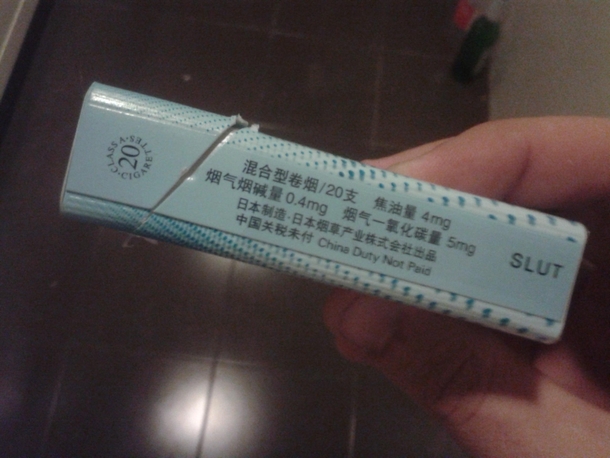 CLASS A · CIGARETTES ·
20
混合型卷烟/20支 焦油量 4mg
烟气烟碱量 0.4mg 烟气一氧化碳量 5mg
日本制造·日本烟草产业株式会社出品
中国关税未付 China Duty Not Paid
SLUT